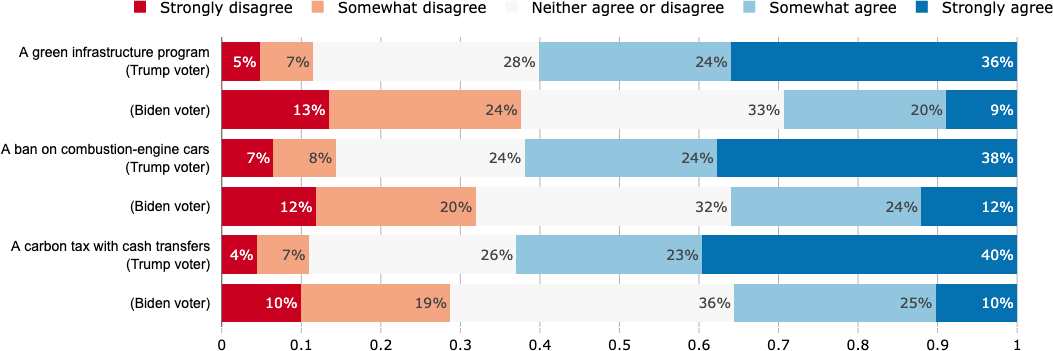 Strongly disagree Somewhat disagree Neither agree or disagree Somewhat agree Strongly agree
A green infrastructure program
(Trump voter)
5% 7% 28% 24% 36%
(Biden voter)
13% 24% 33% 20% 9%
A ban on combustion-engine cars
(Trump voter)
7% 8% 24% 24% 38%
(Biden voter)
12% 20% 32% 24% 12%
A carbon tax with cash transfers
(Trump voter)
4% 7% 26% 23% 40%
(Biden voter)
10% 19% 36% 25% 10%
0 0.1 0.2 0.3 0.4 0.5 0.6 0.7 0.8 0.9 1